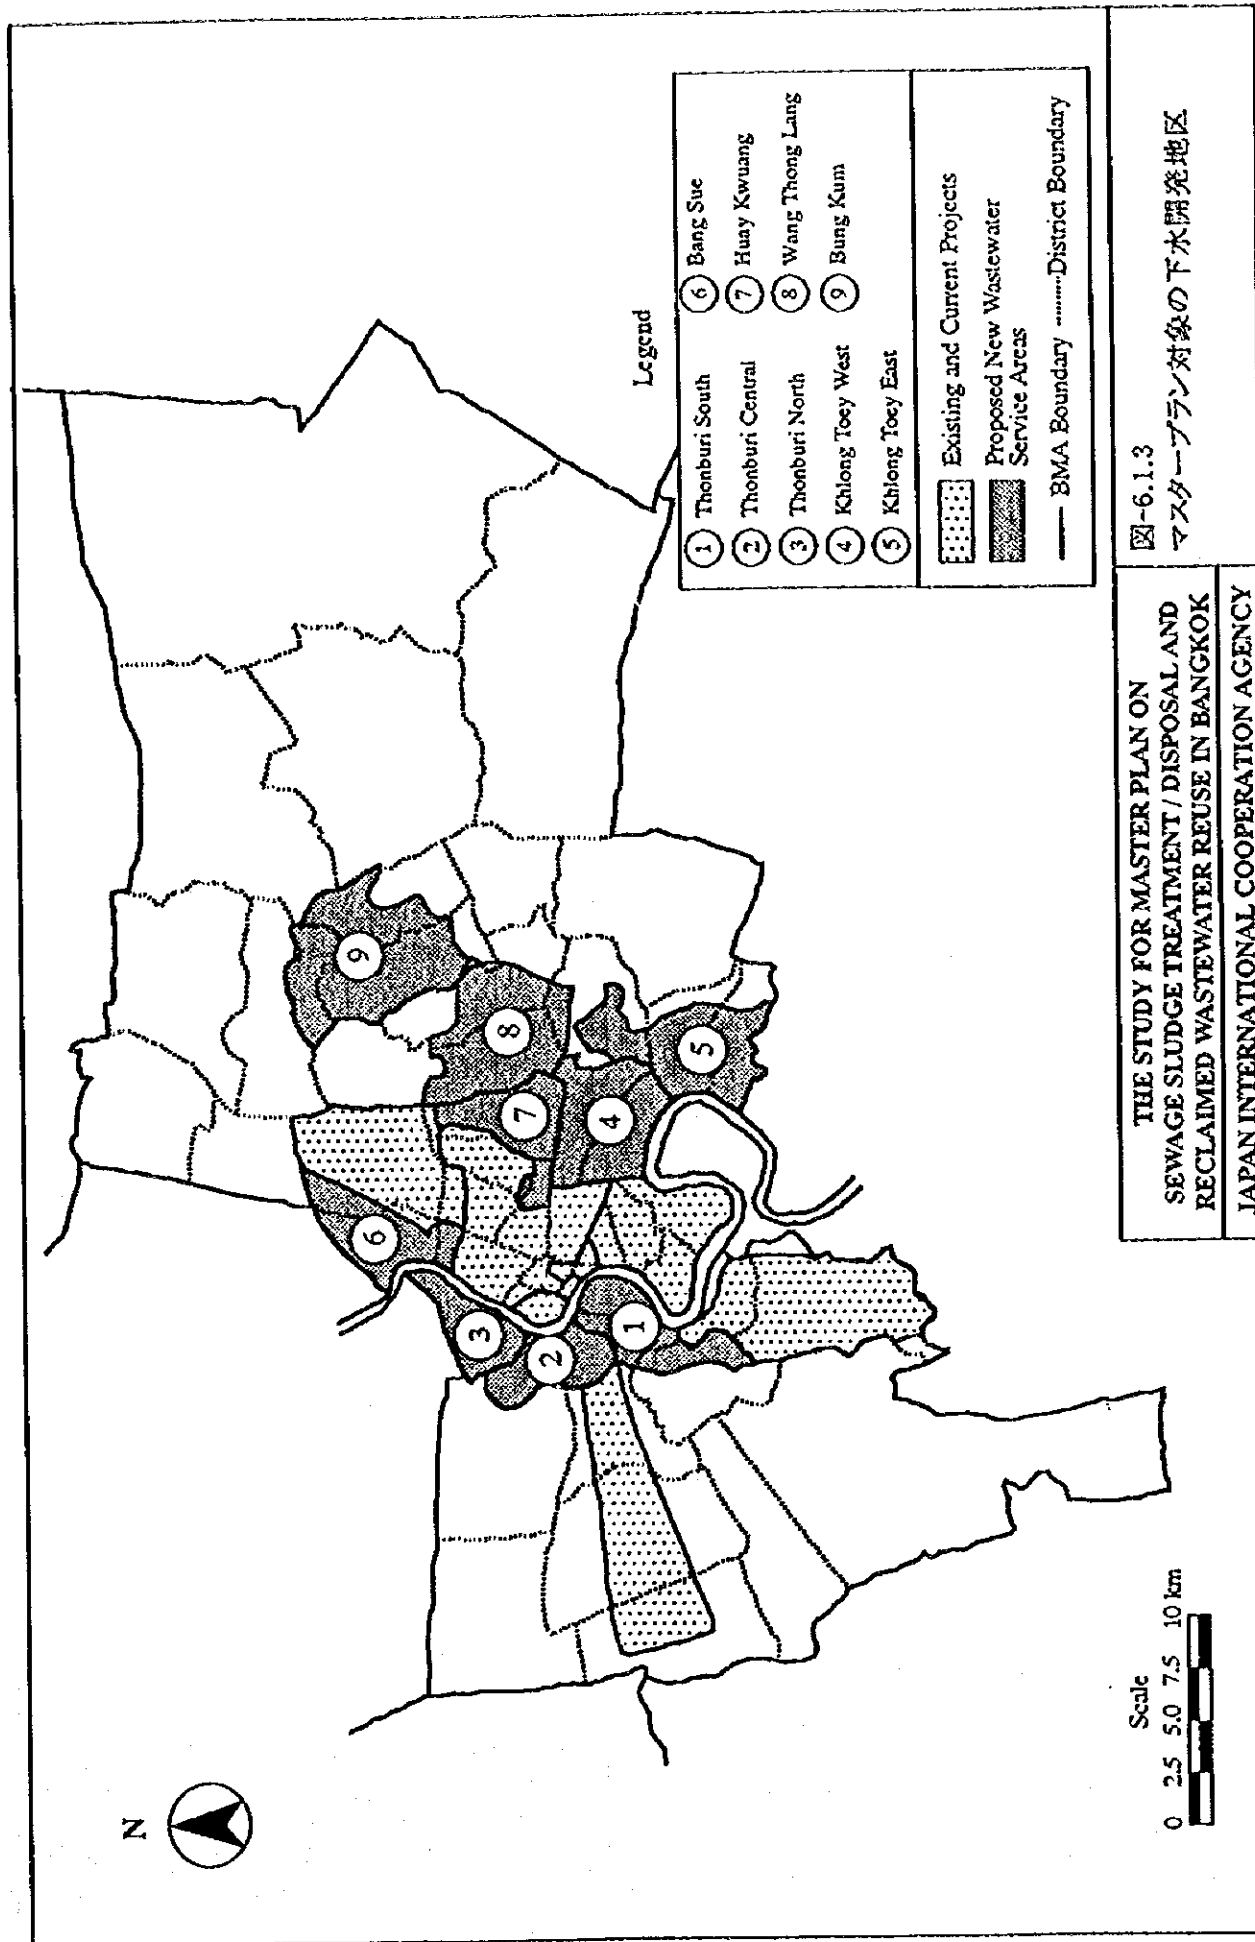 N
9
8
7
6
5
4
3
2
1
Scale
0 2.5 5.0 7.5 10 km
Legend
1 Thonburi South
2 Thonburi Central
3 Thonburi North
4 Khlong Toey West
5 Khlong Toey East
6 Bang Sue
7 Huay Kwuang
8 Wang Thong Lang
9 Bung Kum
Existing and Current Projects
Proposed New Wastewater
Service Areas
BMA Boundary
District Boundary
THE STUDY FOR MASTER PLAN ON
SEWAGE SLUDGE TREATMENT / DISPOSAL AND
RECLAIMED WASTEWATER REUSE IN BANGKOK
JAPAN INTERNATIONAL COOPERATION AGENCY
図-6.1.3
マスタープラン対象の下水開発地区